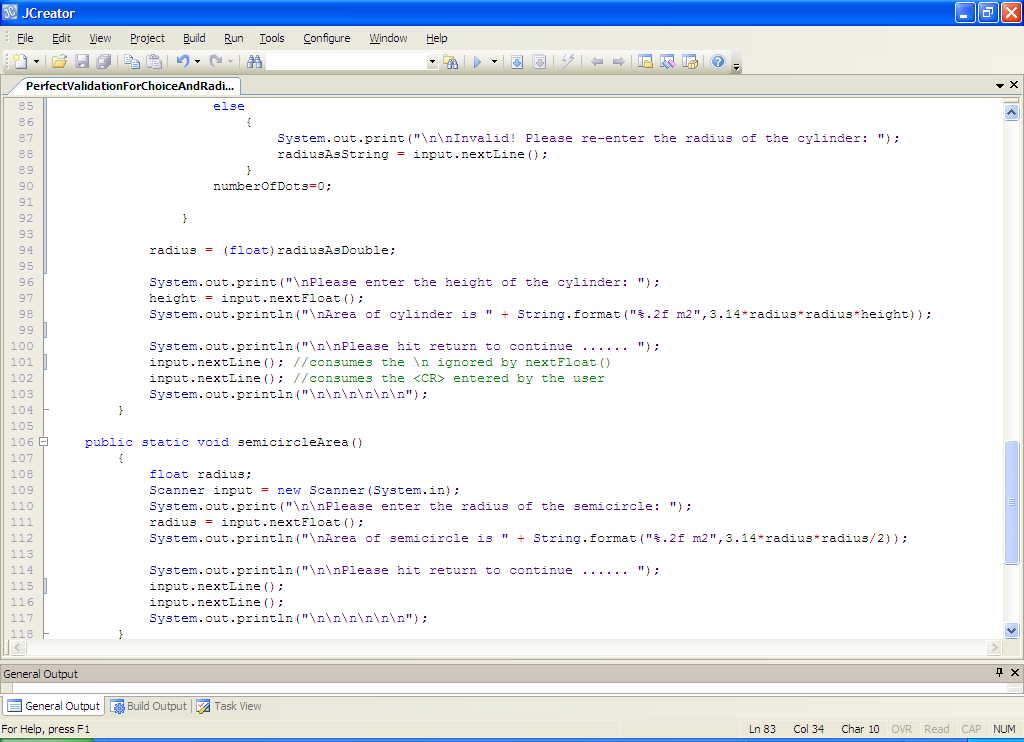 JCreator
File Edit View Project Build Run Tools Configure Window Help
PerfectValidationForChoiceAndRadi...
85 else
86 {
87 System.out.print("\n\nInvalid! Please re-enter the radius of the cylinder: ");
88 radiusAsString = input.nextLine();
89 }
90 numberOfDots=0;
91
92 }
93
94 radius = (float)radiusAsDouble;
95
96 System.out.print("\nPlease enter the height of the cylinder: ");
97 height = input.nextFloat();
98 System.out.println("\nArea of cylinder is " + String.format("%.2f m2",3.14*radius*radius*height));
99
100 System.out.println("\n\nPlease hit return to continue ...... ");
101 input.nextLine(); //consumes the \n ignored by nextFloat()
102 input.nextLine(); //consumes the <CR> entered by the user
103 System.out.println("\n\n\n\n\n\n");
104 }
105
106 public static void semicircleArea()
107 {
108 float radius;
109 Scanner input = new Scanner(System.in);
110 System.out.print("\n\nPlease enter the radius of the semicircle: ");
111 radius = input.nextFloat();
112 System.out.println("\nArea of semicircle is " + String.format("%.2f m2",3.14*radius*radius/2));
113
114 System.out.println("\n\nPlease hit return to continue ...... ");
115 input.nextLine();
116 input.nextLine();
117 System.out.println("\n\n\n\n\n\n");
118 }
General Output
General Output Build Output Task View
For Help, press F1 Ln 83 Col 34 Char 10 OVR Read CAP NUM